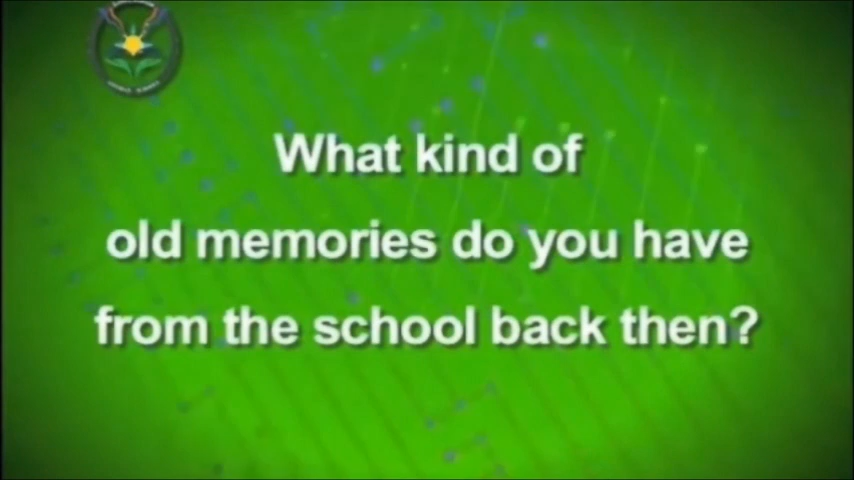 What kind of
old memories do you have
from the school back then?